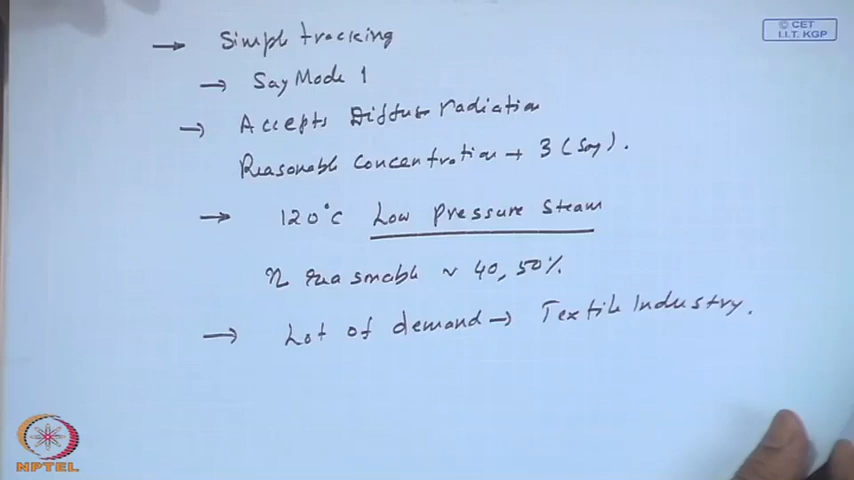 → Simple tracking
© CET
I.I.T. KGP
→ Say Mode 1
→ Accepts Diffuse radiation
Reasonable Concentration → 3 (say).
→ 120°C Low Pressure Steam
η reasonable ~ 40, 50%.
→ Lot of demand → Textile Industry.
NPTEL